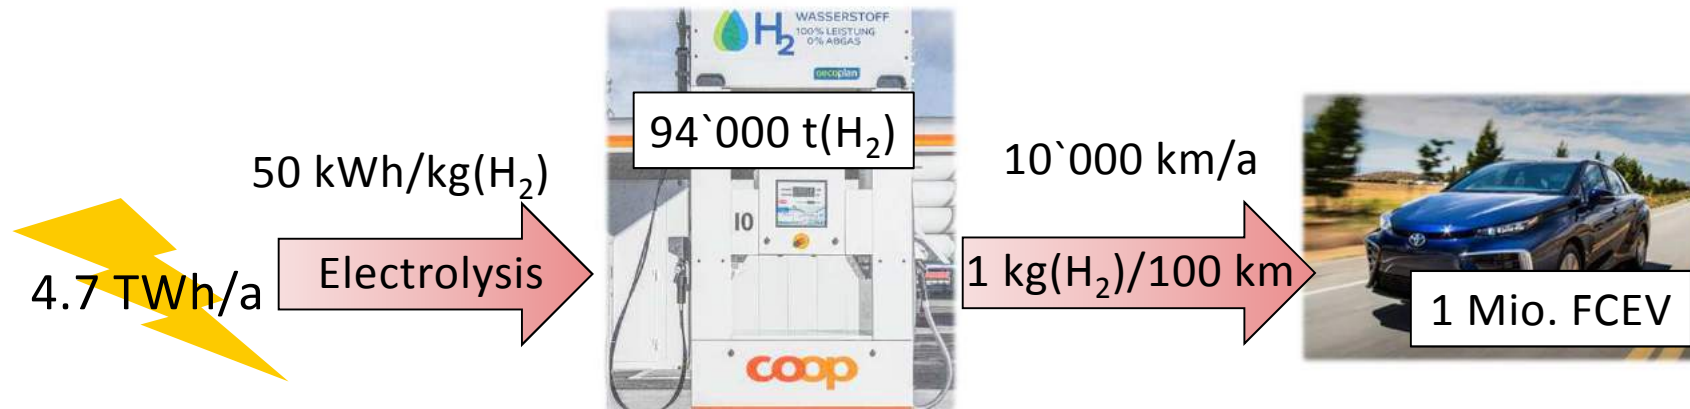 4.7 TWh/a
50 kWh/kg(H₂)
Electrolysis
H₂ WASSERSTOFF
100% LEISTUNG
0% ABGAS
oecoplan
94`000 t(H₂)
10
coop
10`000 km/a
1 kg(H₂)/100 km
1 Mio. FCEV